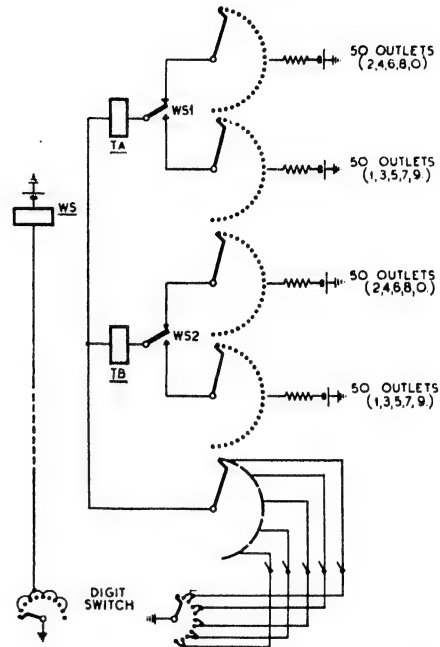 50 OUTLETS
(2,4,6,8,0)
WS1
TA
50 OUTLETS
(1,3,5,7,9.)
WS
50 OUTLETS
(2,4,6,8,0.)
WS2
TB
50 OUTLETS
(1,3,5,7,9.)
DIGIT
SWITCH